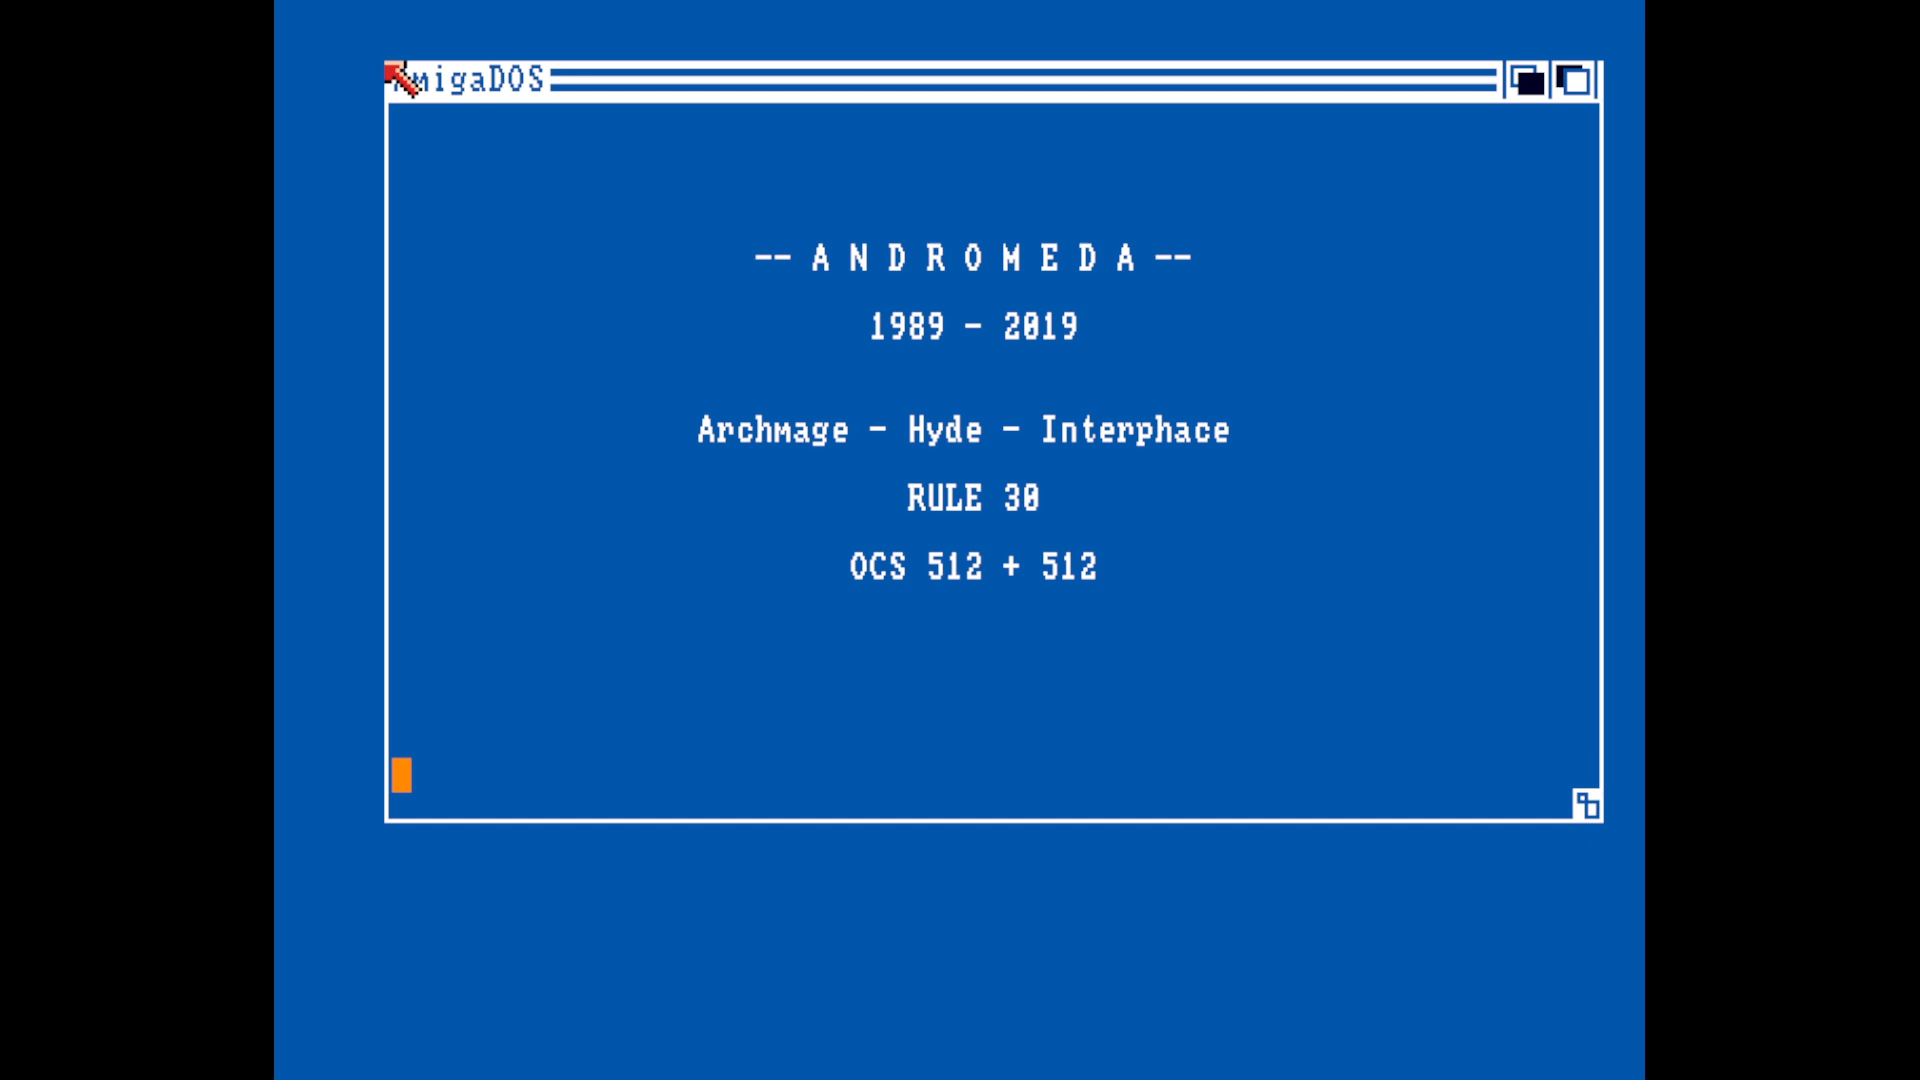 AmigaDOS
-- A N D R O M E D A --
1989 - 2019
Archmage - Hyde - Interphace
RULE 30
OCS 512 + 512